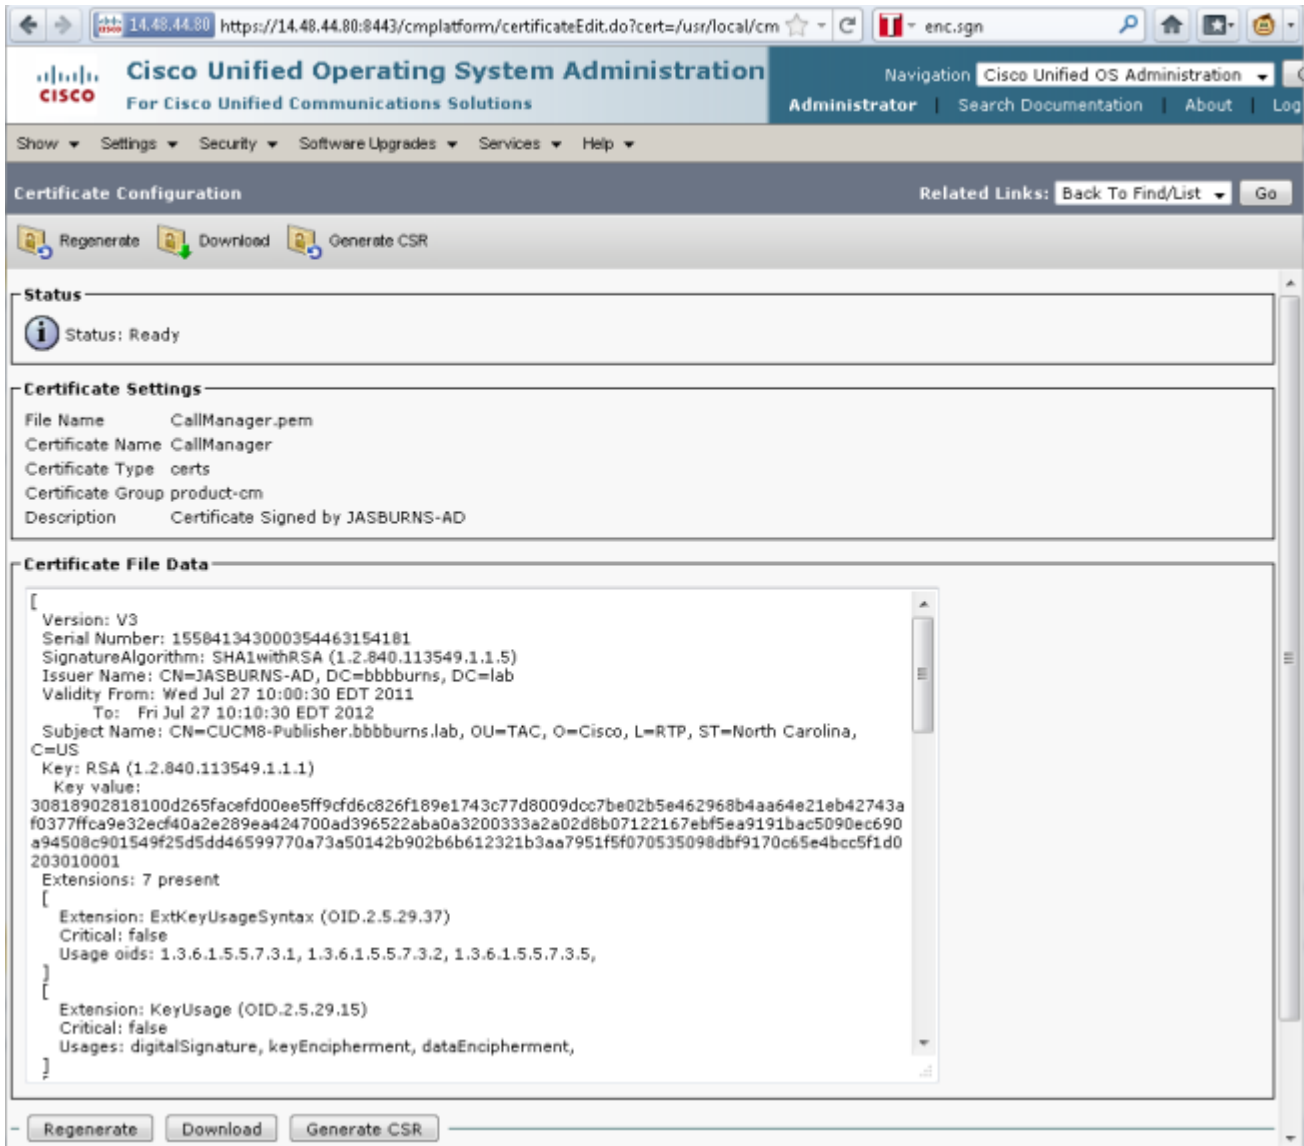 14.48.44.80 https://14.48.44.80:8443/cmplatform/certificateEdit.do?cert=/usr/local/cm enc.sgn
CISCO
Cisco Unified Operating System Administration
For Cisco Unified Communications Solutions
Navigation Cisco Unified OS Administration
Administrator | Search Documentation | About | Log
Show Settings Security Software Upgrades Services Help
Certificate Configuration
Related Links: Back To Find/List Go
Regenerate Download Generate CSR
Status
Status: Ready
Certificate Settings
File Name CallManager.pem
Certificate Name CallManager
Certificate Type certs
Certificate Group product-cm
Description Certificate Signed by JASBURNS-AD
Certificate File Data
[
Version: V3
Serial Number: 155841343000354463154181
SignatureAlgorithm: SHA1withRSA (1.2.840.113549.1.1.5)
Issuer Name: CN=JASBURNS-AD, DC=bbbburns, DC=lab
Validity From: Wed Jul 27 10:00:30 EDT 2011
To: Fri Jul 27 10:10:30 EDT 2012
Subject Name: CN=CUCM8-Publisher.bbbburns.lab, OU=TAC, O=Cisco, L=RTP, ST=North Carolina,
C=US
Key: RSA (1.2.840.113549.1.1.1)
Key value:
30818902818100d265facefd00ee5ff9cfd6c826f189e1743c77d8009dcc7be02b5e462968b4aa64e21eb42743a
f0377ffca9e32ecf40a2e289ea424700ad396522aba0a3200333a2a02d8b07122167ebf5ea9191bac5090ec690
a94508c901549f25d5dd46599770a73a50142b902b6b612321b3aa7951f5f070535098dbf9170c65e4bcc5f1d0
203010001
Extensions: 7 present
[
Extension: ExtKeyUsageSyntax (OID.2.5.29.37)
Critical: false
Usage oids: 1.3.6.1.5.5.7.3.1, 1.3.6.1.5.5.7.3.2, 1.3.6.1.5.5.7.3.5,
]
[
Extension: KeyUsage (OID.2.5.29.15)
Critical: false
Usages: digitalSignature, keyEncipherment, dataEncipherment,
]
Regenerate Download Generate CSR